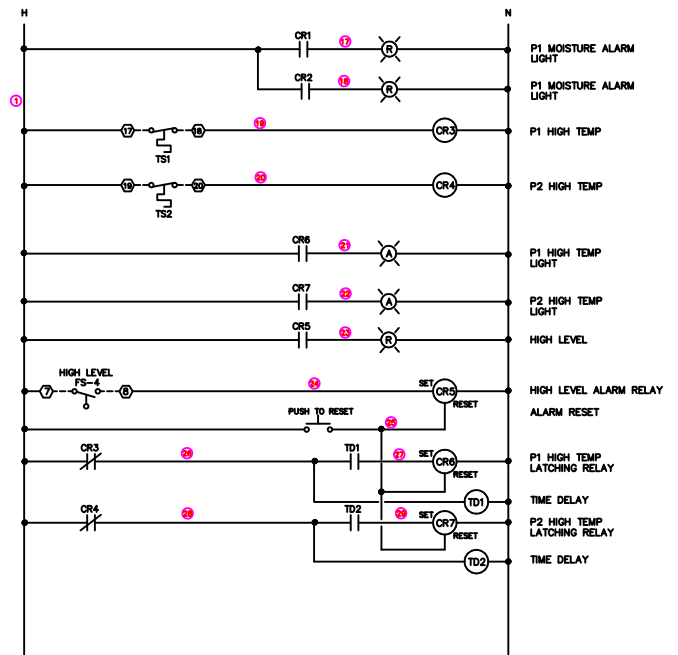 H N
CR1 17 R P1 MOISTURE ALARM
LIGHT
CR2 18 R P1 MOISTURE ALARM
LIGHT
1
17 18 19 CR3 P1 HIGH TEMP
TS1
19 20 20 CR4 P2 HIGH TEMP
TS2
CR6 21 A P1 HIGH TEMP
LIGHT
CR7 22 A P2 HIGH TEMP
LIGHT
CR5 23 R HIGH LEVEL
HIGH LEVEL
FS-4
7 8 24 SET CR5 HIGH LEVEL ALARM RELAY
RESET
PUSH TO RESET 25 ALARM RESET
CR3 26 TD1 27 SET CR6 P1 HIGH TEMP
LATCHING RELAY
RESET
TD1 TIME DELAY
CR4 28 TD2 29 SET CR7 P2 HIGH TEMP
LATCHING RELAY
RESET
TD2 TIME DELAY